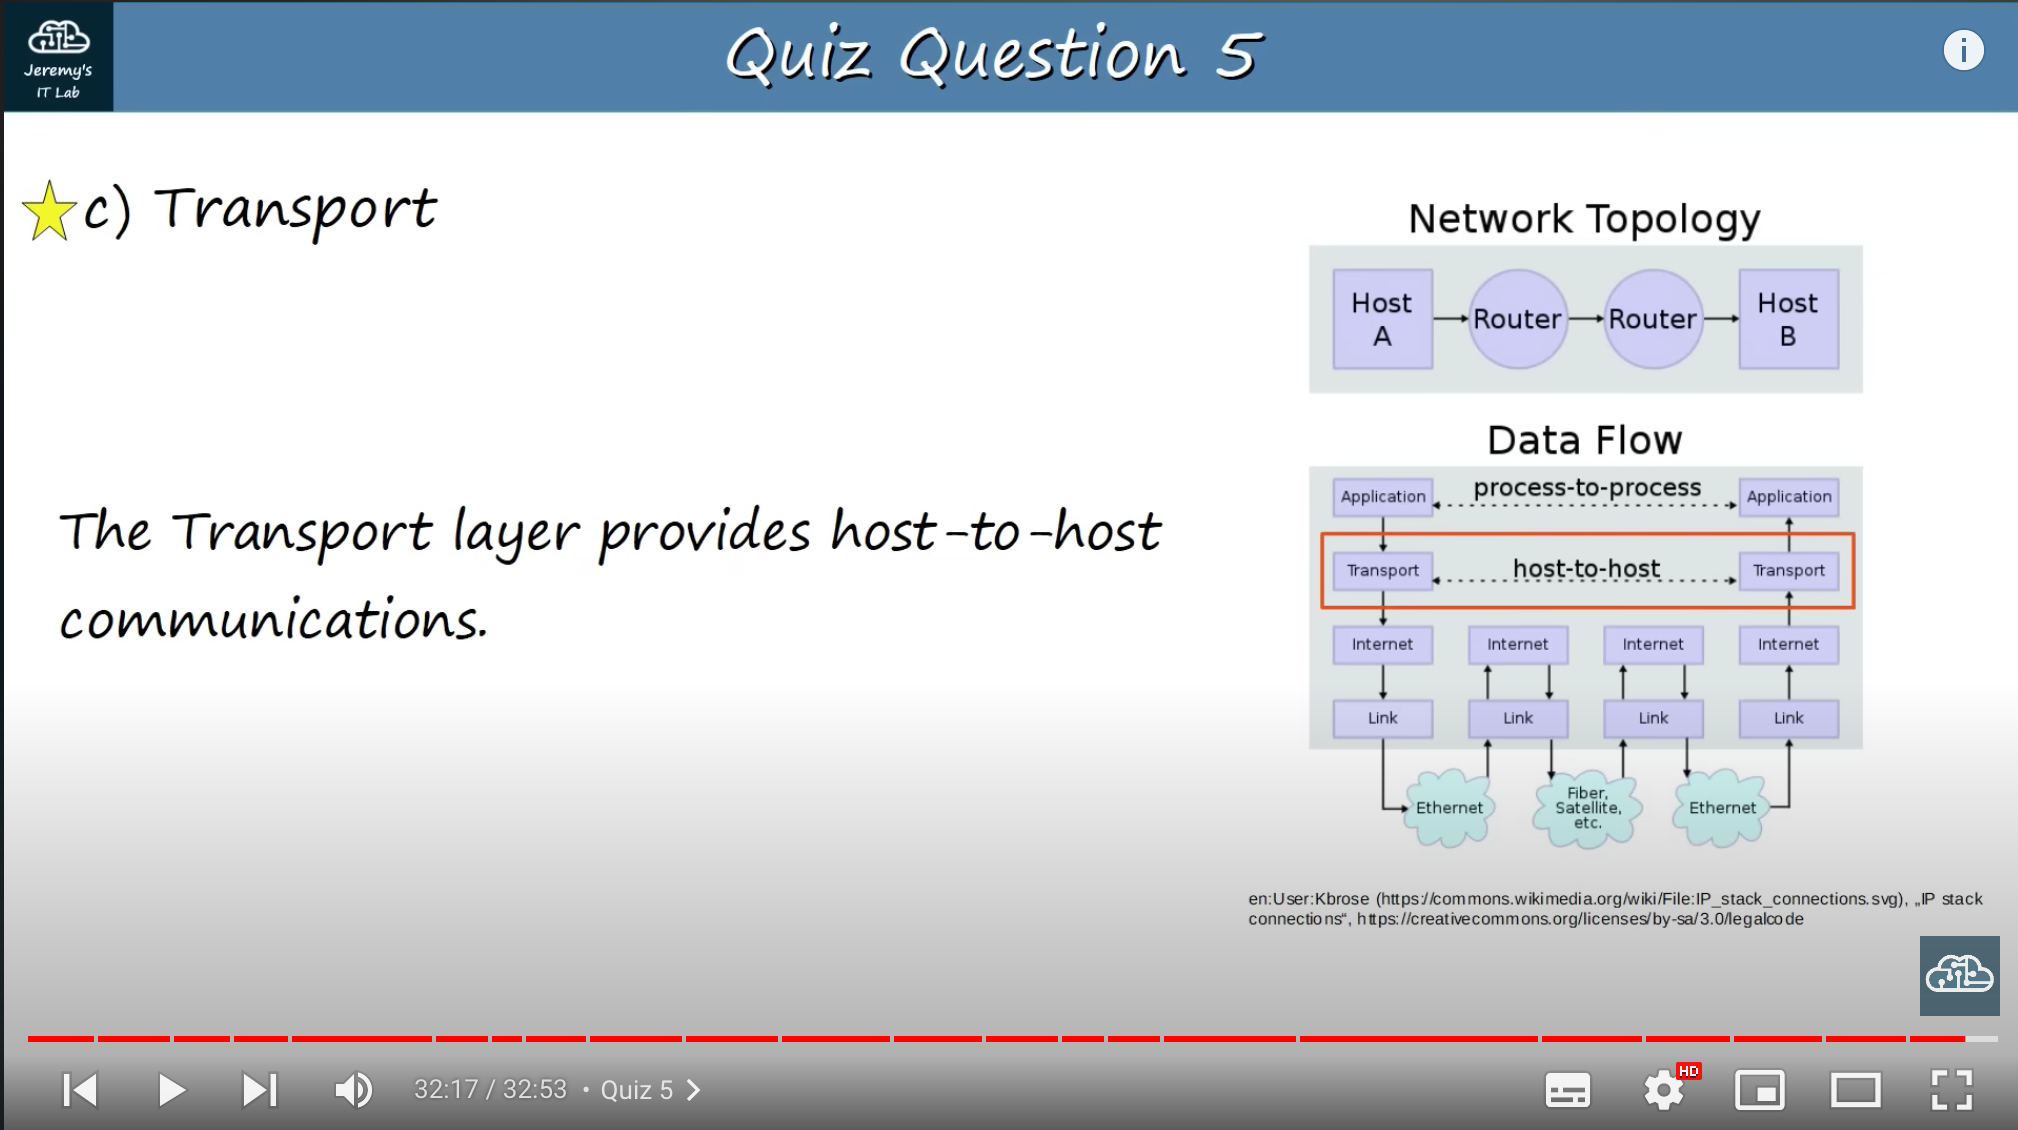 Jeremy's
IT Lab
Quiz Question 5
i
c) Transport
The Transport layer provides host-to-host
communications.
Network Topology
Host
A
Router
Router
Host
B
Data Flow
Application
process-to-process
Application
Transport
host-to-host
Transport
Internet
Internet
Internet
Internet
Link
Link
Link
Link
Ethernet
Fiber,
Satellite,
etc.
Ethernet
en:User:Kbrose (https://commons.wikimedia.org/wiki/File:IP_stack_connections.svg), „IP stack
connections“, https://creativecommons.org/licenses/by-sa/3.0/legalcode
32:17 / 32:53 • Quiz 5
HD